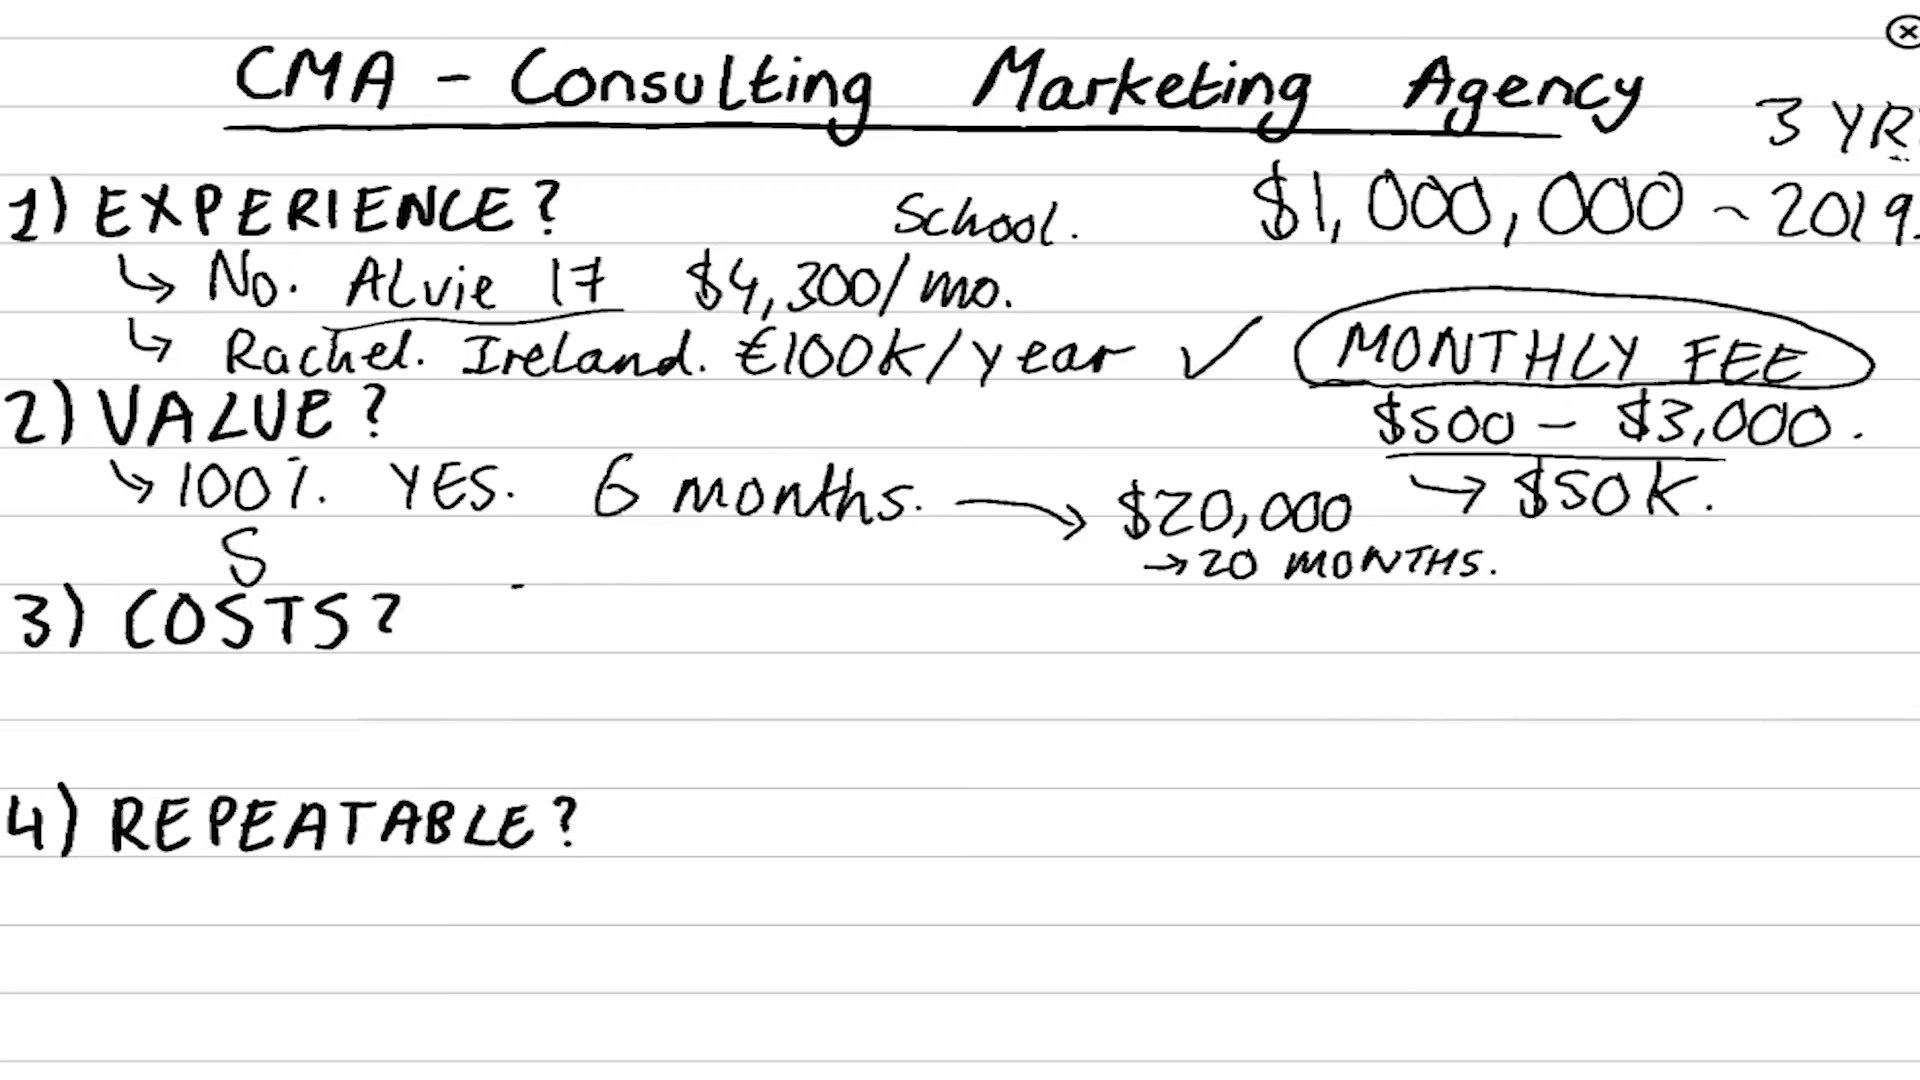 CMA - Consulting Marketing Agency
3 YR
1) EXPERIENCE? School. $1,000,000 - 2019.
↳ No. ALvie 17 $4,300/mo.
↳ Rachel. Ireland. €100K/year ✓ MONTHLY FEE
2) VALUE? $500 - $3,000.
↳ 100%. YES. 6 months. → $20,000 → $50K.
→ 20 MONTHS.
S
3) COSTS?
4) REPEATABLE?